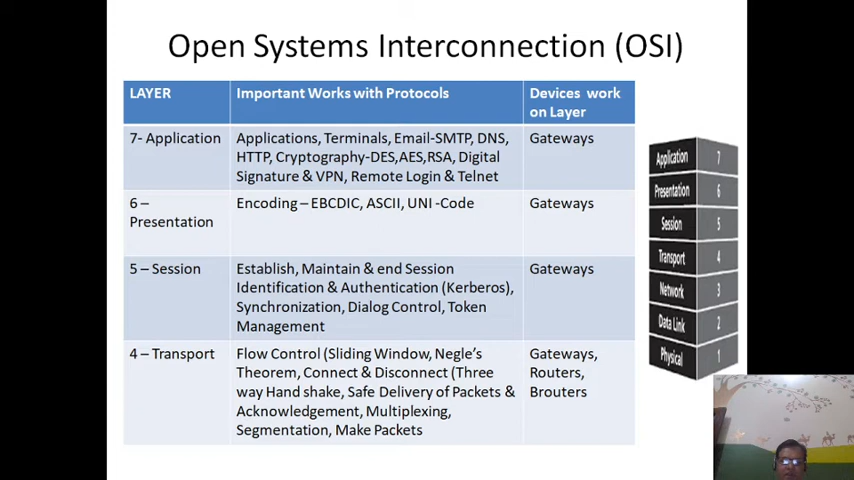 Open Systems Interconnection (OSI)
LAYER
Important Works with Protocols
Devices work
on Layer
7- Application
Applications, Terminals, Email-SMTP, DNS,
HTTP, Cryptography-DES,AES,RSA, Digital
Signature & VPN, Remote Login & Telnet
Gateways
6 –
Presentation
Encoding – EBCDIC, ASCII, UNI -Code
Gateways
5 – Session
Establish, Maintain & end Session
Identification & Authentication (Kerberos),
Synchronization, Dialog Control, Token
Management
Gateways
4 – Transport
Flow Control (Sliding Window, Negle's
Theorem, Connect & Disconnect (Three
way Hand shake, Safe Delivery of Packets &
Acknowledgement, Multiplexing,
Segmentation, Make Packets
Gateways,
Routers,
Brouters
Application 7
Presentation 6
Session 5
Transport 4
Network 3
Data Link 2
Physical 1